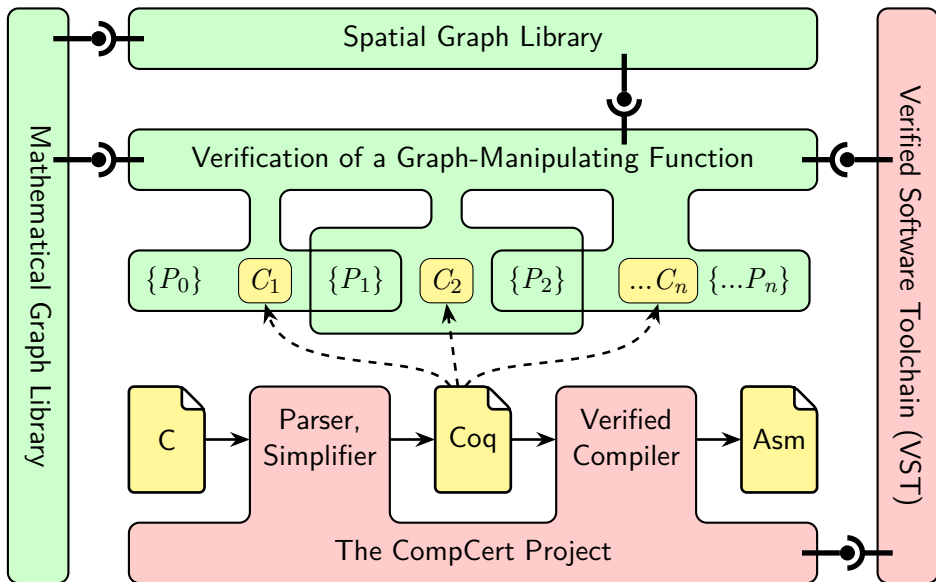 Mathematical Graph Library
Spatial Graph Library
Verification of a Graph-Manipulating Function
{P₀} C₁ {P₁} C₂ {P₂} ...Cₙ {...Pₙ}
C
Parser,
Simplifier
Coq
Verified
Compiler
Asm
The CompCert Project
Verified Software Toolchain (VST)